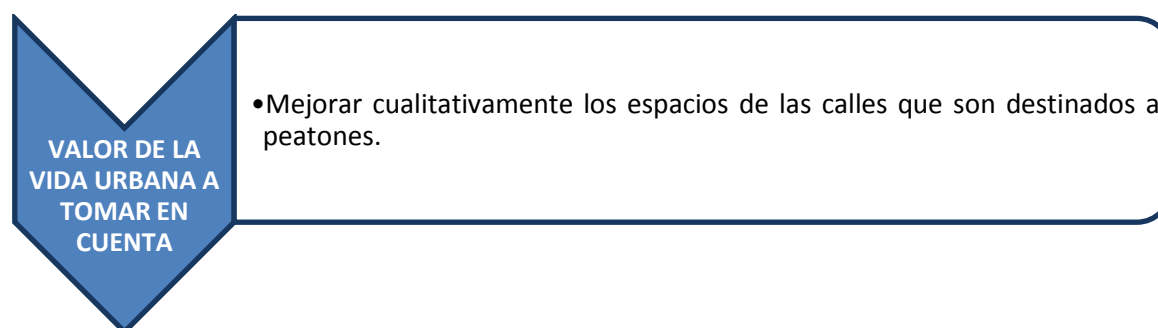 VALOR DE LA
VIDA URBANA A
TOMAR EN
CUENTA
•Mejorar cualitativamente los espacios de las calles que son destinados a
peatones.